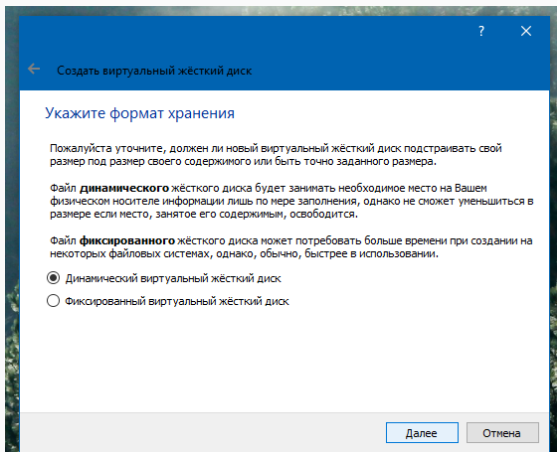 ?
Создать виртуальный жёсткий диск
Укажите формат хранения
Пожалуйста уточните, должен ли новый виртуальный жёсткий диск подстраивать свой
размер под размер своего содержимого или быть точно заданного размера.
Файл динамического жёсткого диска будет занимать необходимое место на Вашем
физическом носителе информации лишь по мере заполнения, однако не сможет уменьшиться в
размере если место, занятое его содержимым, освободится.
Файл фиксированного жёсткого диска может потребовать больше времени при создании на
некоторых файловых системах, однако, обычно, быстрее в использовании.
Динамический виртуальный жёсткий диск
Фиксированный виртуальный жёсткий диск
Далее Отмена